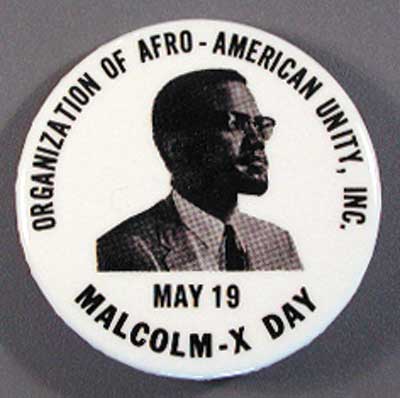 ORGANIZATION OF AFRO-AMERICAN UNITY, INC.
MAY 19
MALCOLM-X DAY